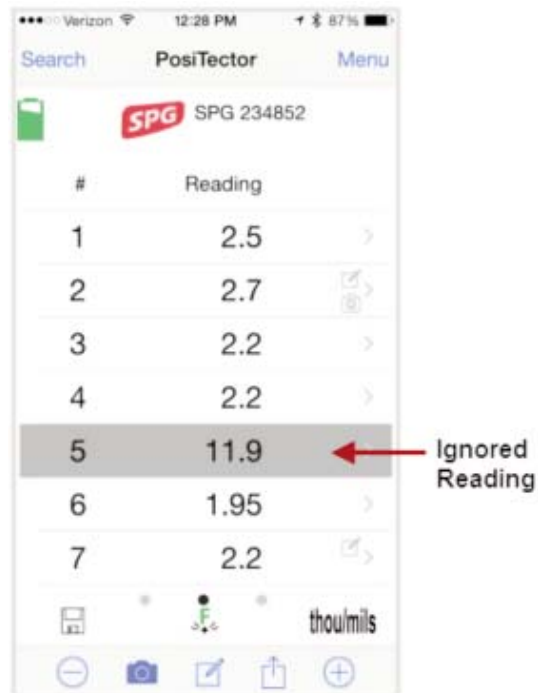 Verizon 12:28 PM 87%
Search PosiTector Menu
SPG SPG 234852
# Reading
1 2.5
2 2.7
3 2.2
4 2.2
5 11.9 Ignored
Reading
6 1.95
7 2.2
F thou/mils